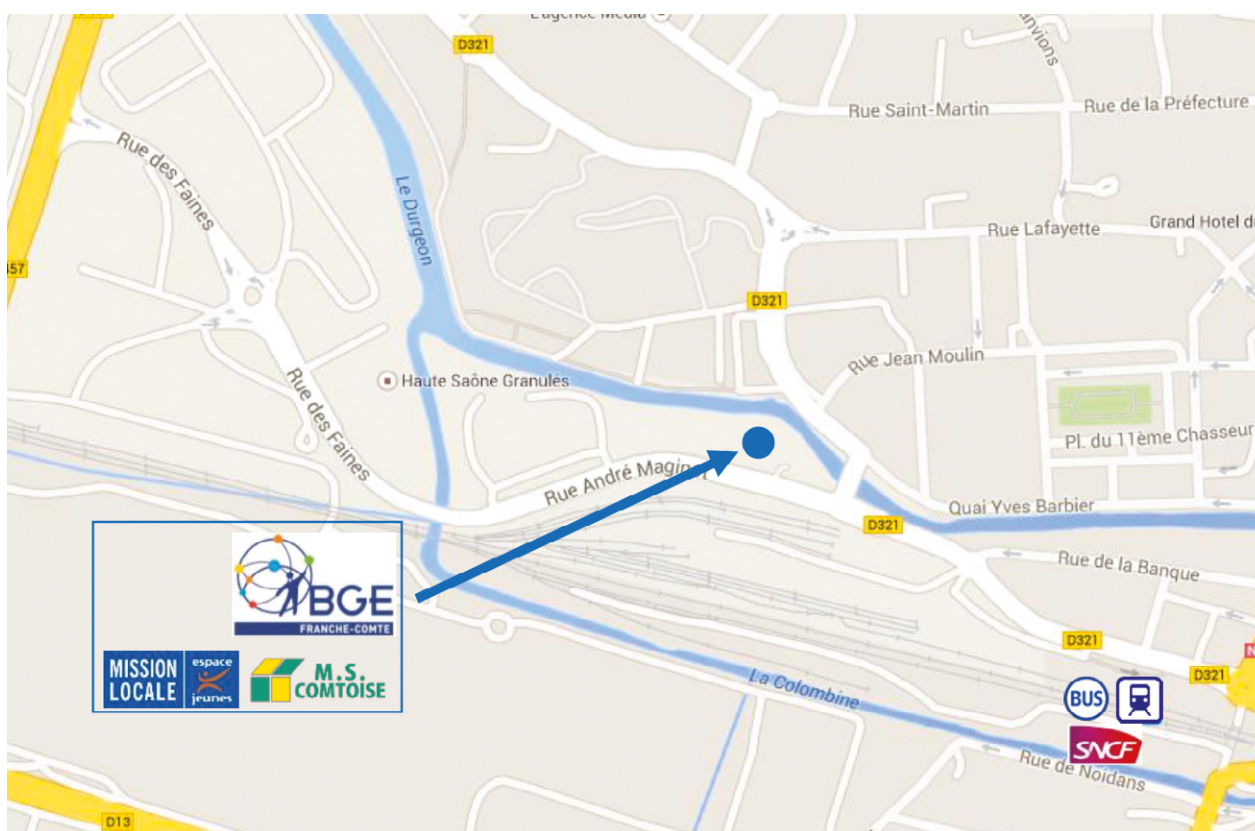 L'agence Média
D321
Rue Saint-Martin
Rue de la Préfecture
Rue des Faines
Le Durgeon
Rue Lafayette
Grand Hotel du
D321
Rue Jean Moulin
Haute Saône Granulés
Rue des Faines
Pl. du 11ème Chasseur
Rue André Maginot
Quai Yves Barbier
D321
Rue de la Banque
BGE
FRANCHE-COMTE
MISSION
LOCALE
espace
jeunes
M.S.
COMTOISE
D321
D321
La Colombine
BUS
SNCF
Rue de Noidans
D13